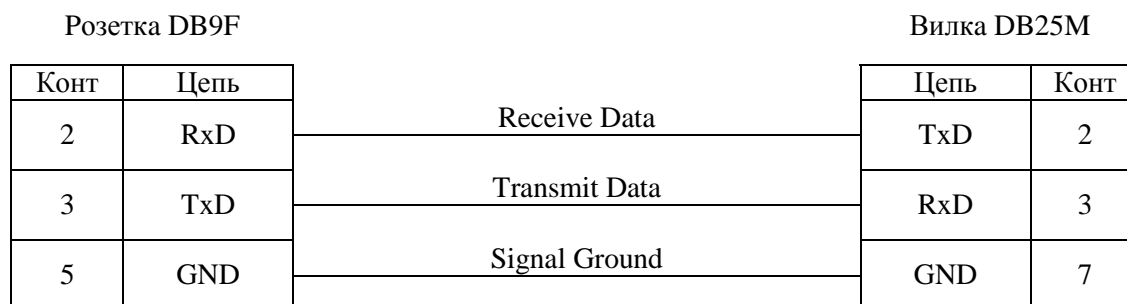 Розетка DB9F Вилка DB25M
Конт Цепь Цепь Конт
2 RxD Receive Data TxD 2
3 TxD Transmit Data RxD 3
5 GND Signal Ground GND 7